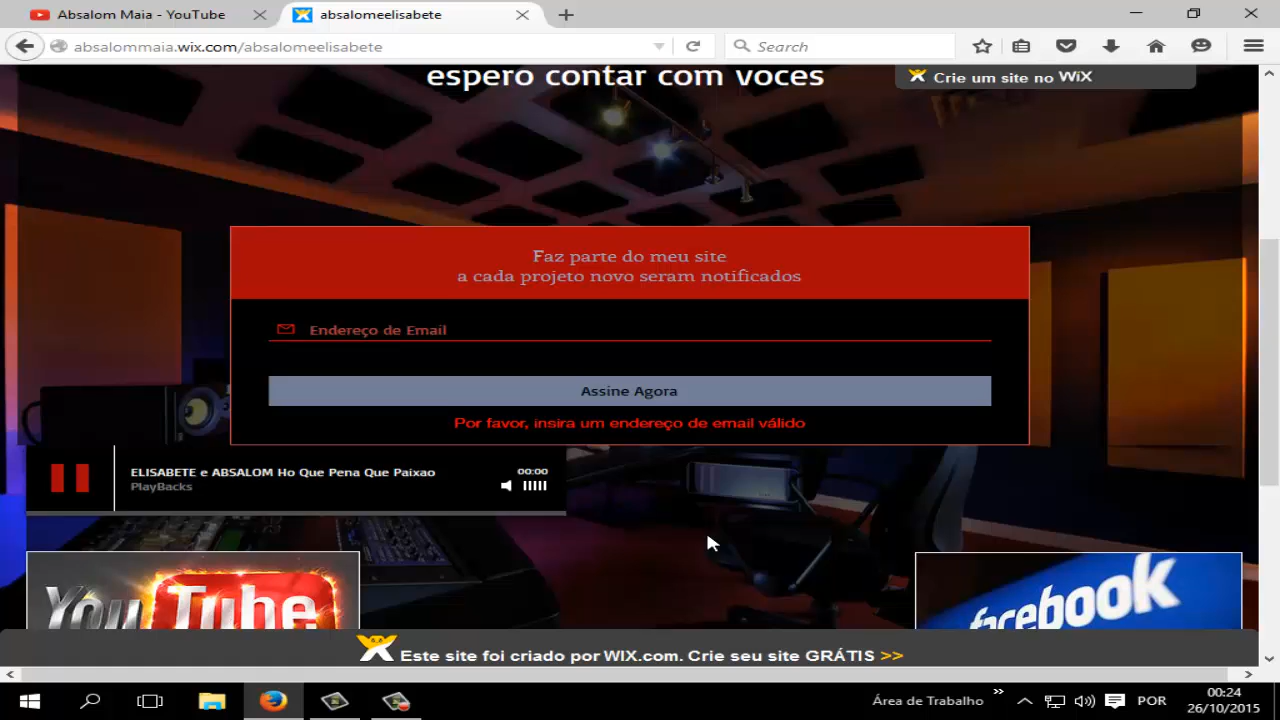 Absalom Maia - YouTube
absalomeelisabete
absalommaia.wix.com/absalomeelisabete
Search
espero contar com voces
Crie um site no WiX
Faz parte do meu site
a cada projeto novo seram notificados
Endereço de Email
Assine Agora
Por favor, insira um endereço de email válido
ELISABETE e ABSALOM Ho Que Pena Que Paixao
00:00
PlayBacks
YouTube
facebook
Este site foi criado por WIX.com. Crie seu site GRÁTIS >>
Área de Trabalho
POR
00:24
26/10/2015